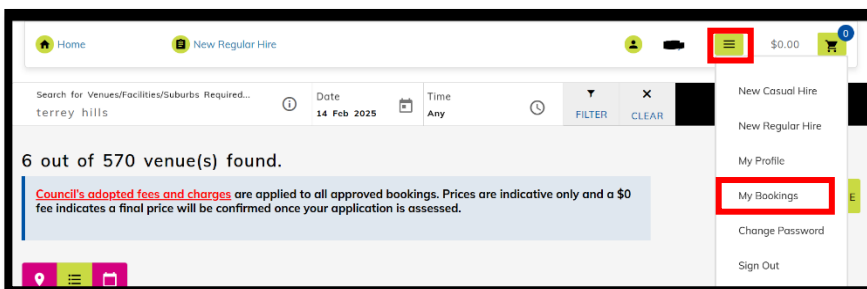 Home
New Regular Hire
$0.00
0
Search for Venues/Facilities/Suburbs Required...
terrey hills
Date
14 Feb 2025
Time
Any
FILTER
CLEAR
New Casual Hire
New Regular Hire
My Profile
My Bookings
Change Password
Sign Out
6 out of 570 venue(s) found.
Council's adopted fees and charges are applied to all approved bookings. Prices are indicative only and a $0
fee indicates a final price will be confirmed once your application is assessed.
E